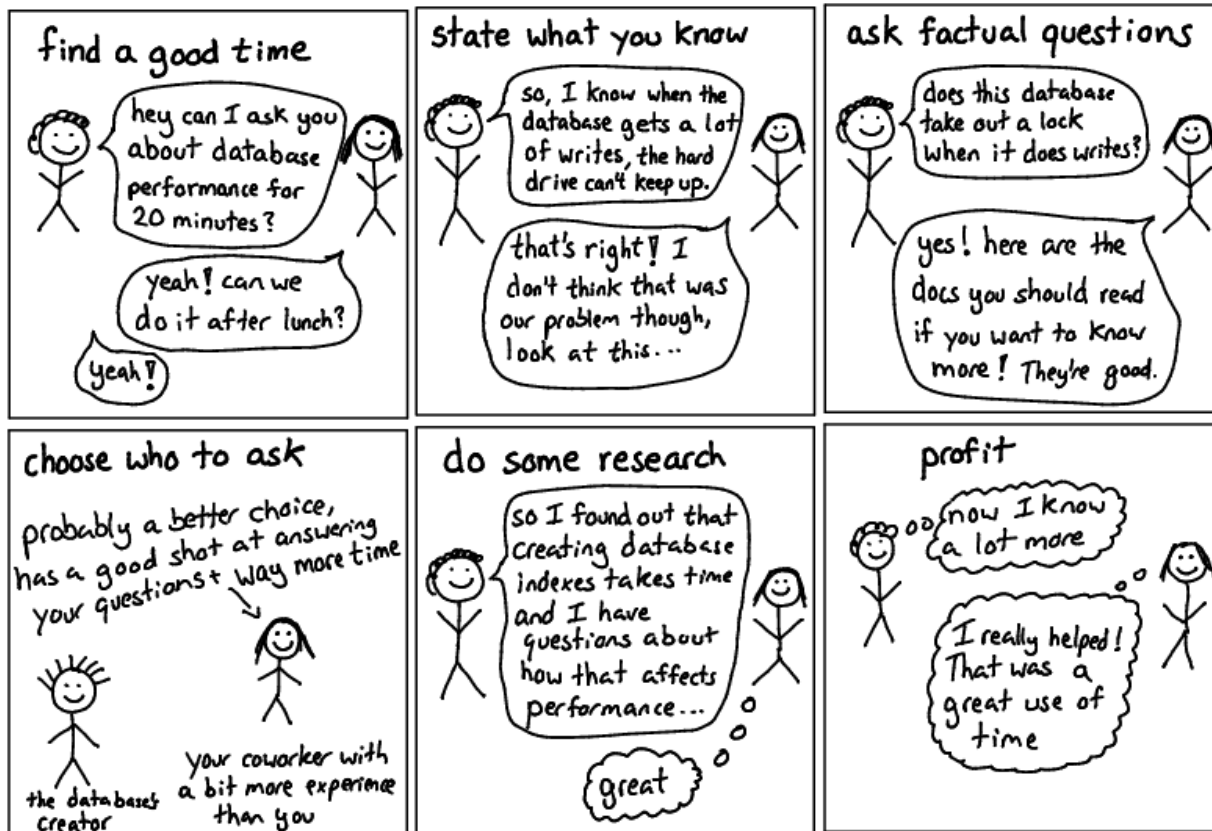 find a good time
hey can I ask you
about database
performance for
20 minutes?
yeah! can we
do it after lunch?
yeah!
state what you know
so, I know when the
database gets a lot
of writes, the hard
drive can't keep up.
that's right! I
don't think that was
our problem though,
look at this...
ask factual questions
does this database
take out a lock
when it does writes?
yes! here are the
docs you should read
if you want to know
more! They're good.
choose who to ask
probably a better choice,
has a good shot at answering
your questions + way more time
the database's
creator
your coworker with
a bit more experience
than you
do some research
so I found out that
creating database
indexes takes time
and I have
questions about
how that affects
performance...
great
profit
now I know
a lot more
I really helped!
That was a
great use of
time